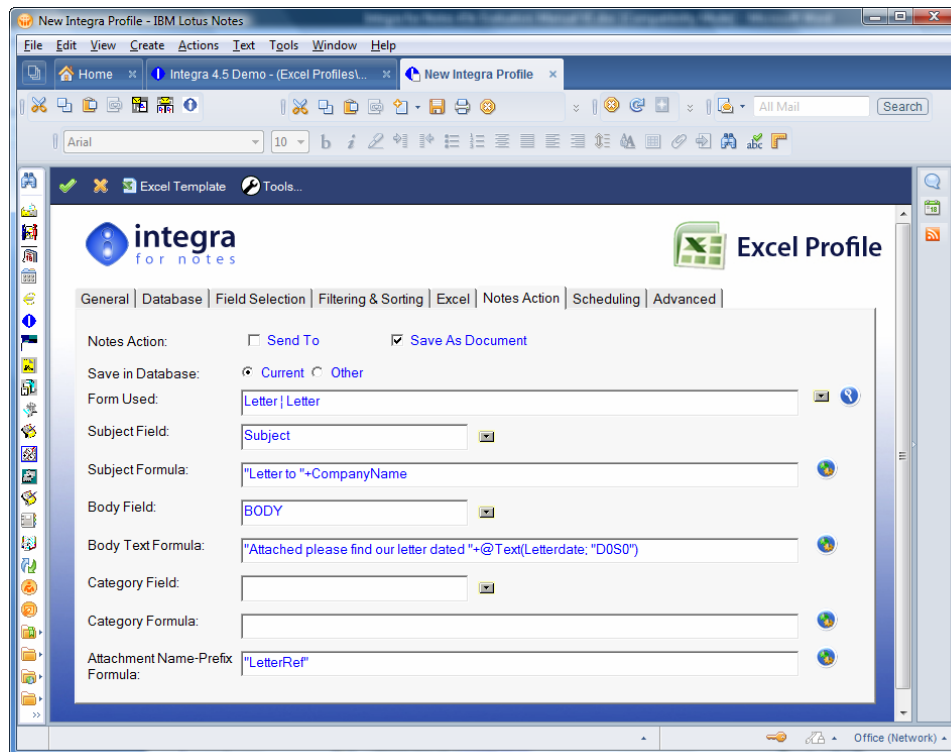 New Integra Profile - IBM Lotus Notes
File Edit View Create Actions Text Tools Window Help
Home Integra 4.5 Demo - (Excel Profiles\... New Integra Profile
All Mail Search
Arial 10 b i abc
Excel Template Tools...
integra
for notes
Excel Profile
General Database Field Selection Filtering & Sorting Excel Notes Action Scheduling Advanced
Notes Action: Send To Save As Document
Save in Database: Current Other
Form Used: Letter ¦ Letter
Subject Field: Subject
Subject Formula: "Letter to "+CompanyName
Body Field: BODY
Body Text Formula: "Attached please find our letter dated "+@Text(Letterdate; "D0S0")
Category Field:
Category Formula:
Attachment Name-Prefix
Formula: "LetterRef"
Office (Network)